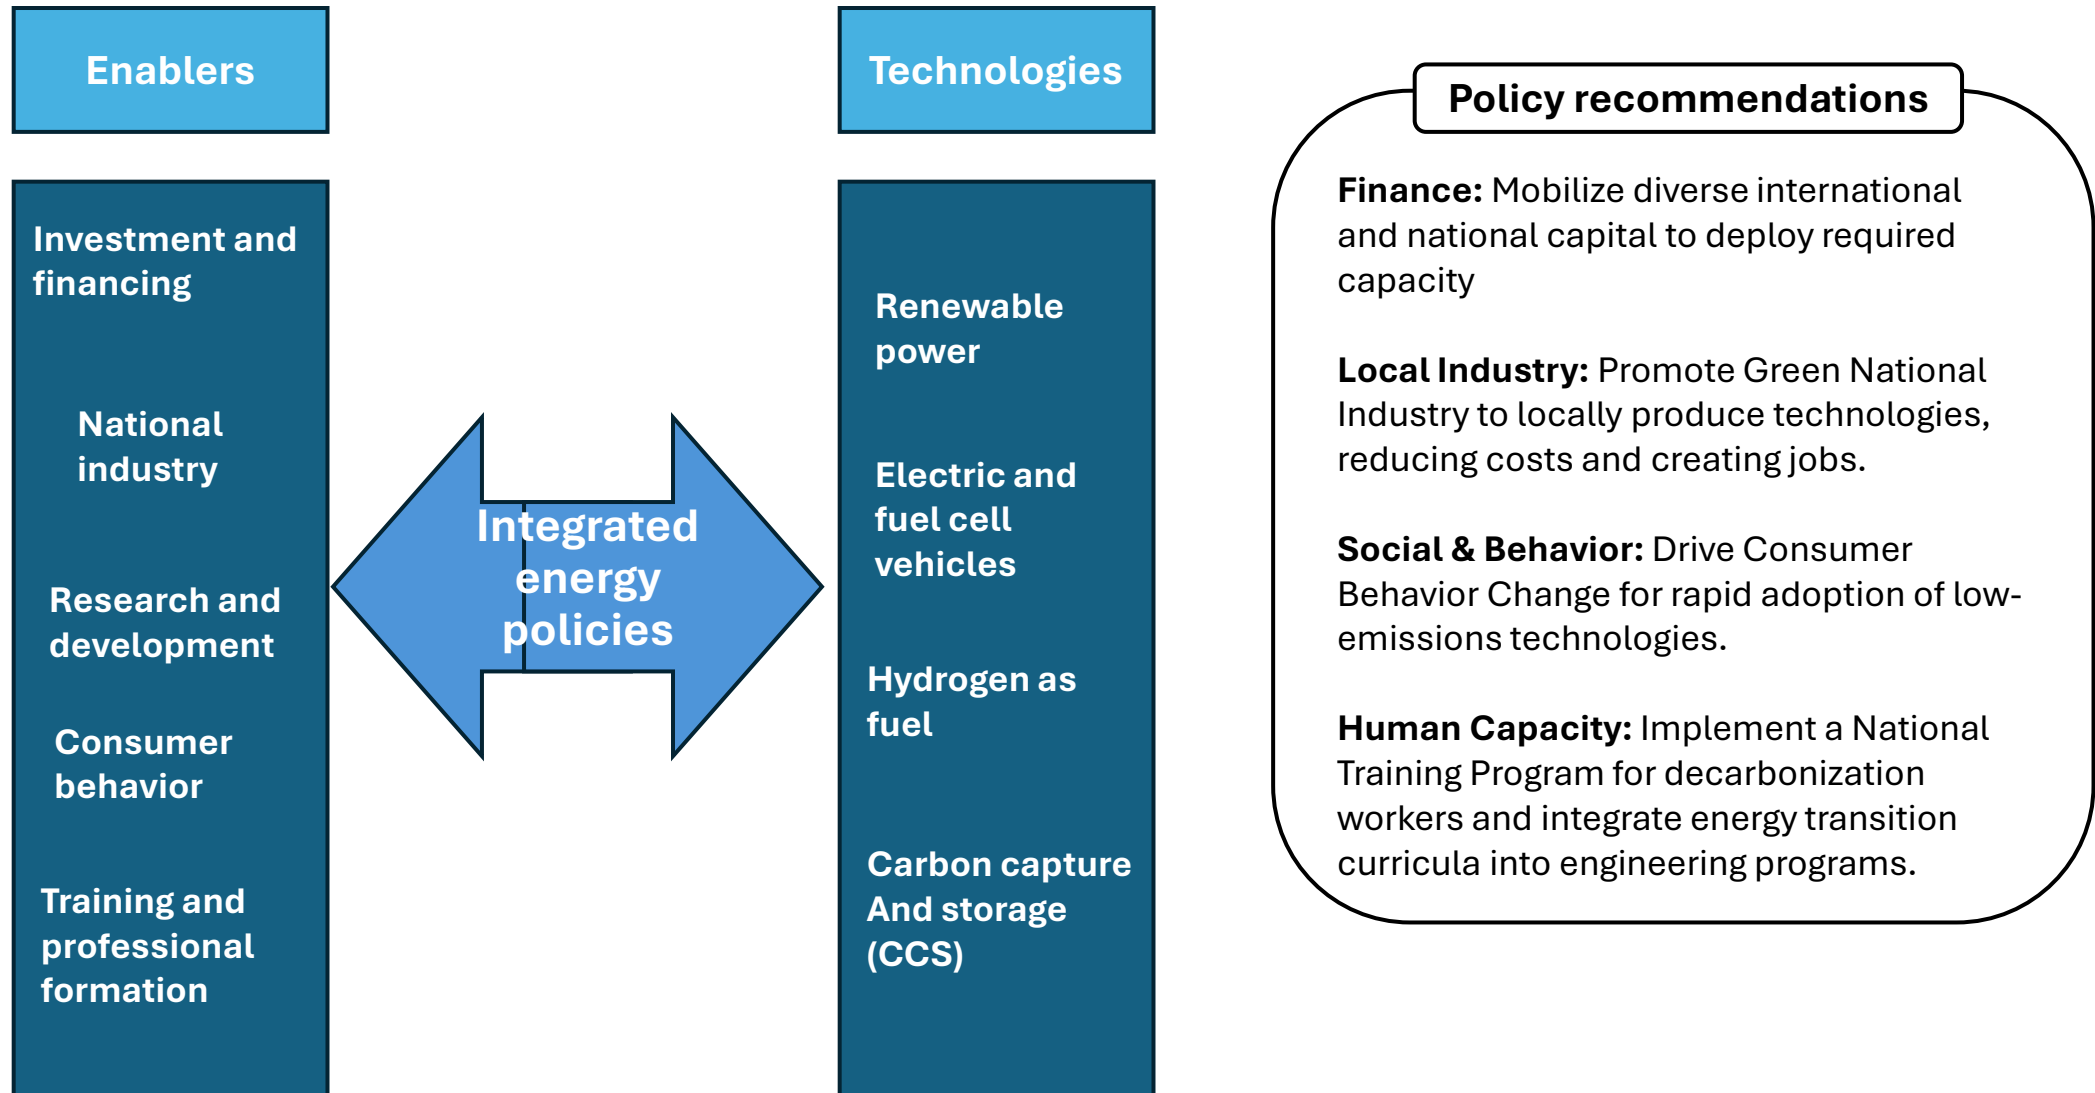 Enablers
Investment and
financing
National
industry
Research and
development
Consumer
behavior
Training and
professional
formation
Integrated
energy
policies
Technologies
Renewable
power
Electric and
fuel cell
vehicles
Hydrogen as
fuel
Carbon capture
And storage
(CCS)
Policy recommendations
Finance: Mobilize diverse international
and national capital to deploy required
capacity
Local Industry: Promote Green National
Industry to locally produce technologies,
reducing costs and creating jobs.
Social & Behavior: Drive Consumer
Behavior Change for rapid adoption of low-
emissions technologies.
Human Capacity: Implement a National
Training Program for decarbonization
workers and integrate energy transition
curricula into engineering programs.